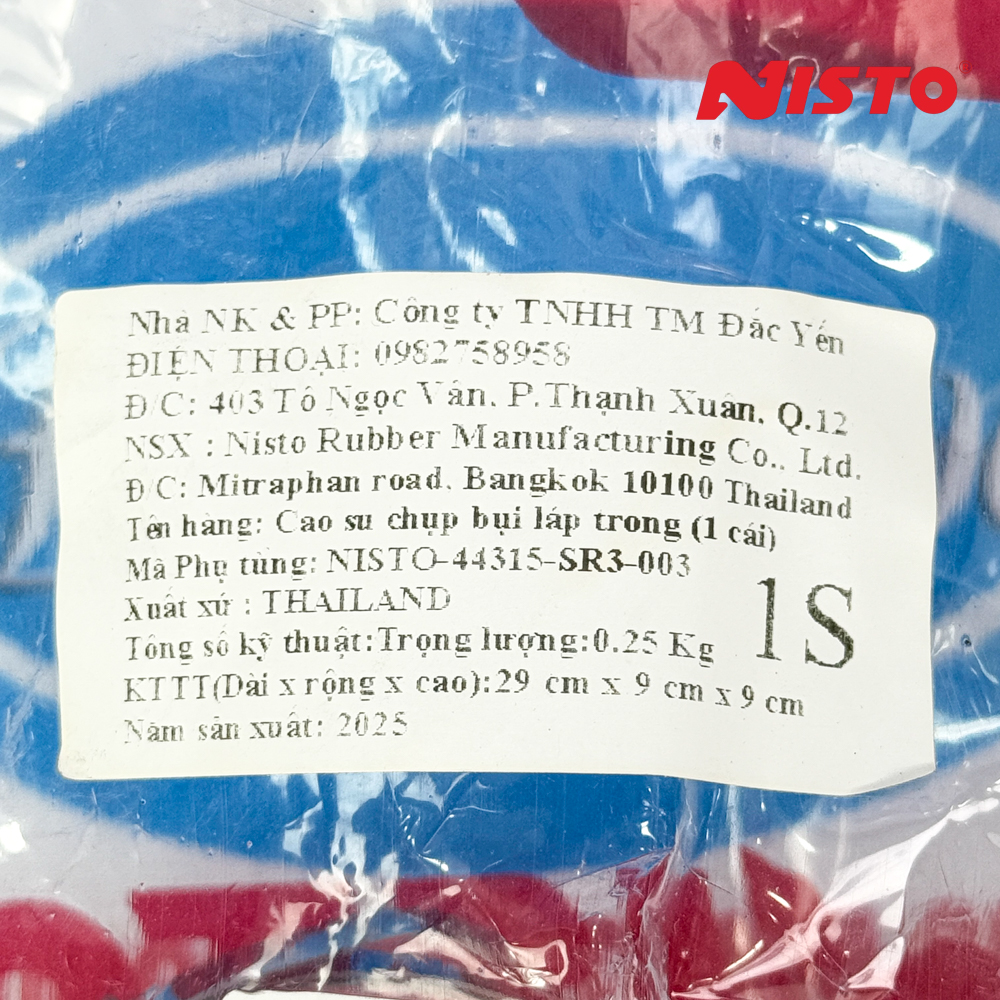 NISTO
Nhà NK & PP: Công ty TNHH TM Đắc Yến
ĐIỆN THOẠI: 0982758958
Đ/C: 403 Tô Ngọc Vân. P.Thạnh Xuân. Q.12
NSX : Nisto Rubber Manufacturing Co.. Ltd.
Đ/C: Mitraphan road. Bangkok 10100 Thailand
Tên hàng: Cao su chụp bụi láp trong (1 cái)
Mã Phụ tùng: NISTO-44315-SR3-003
Xuất xứ : THAILAND
1S
Tông số kỹ thuật:Trọng lượng:0.25 Kg
KTTT(Dài x rộng x cao):29 cm x 9 cm x 9 cm
Năm sản xuất: 2025